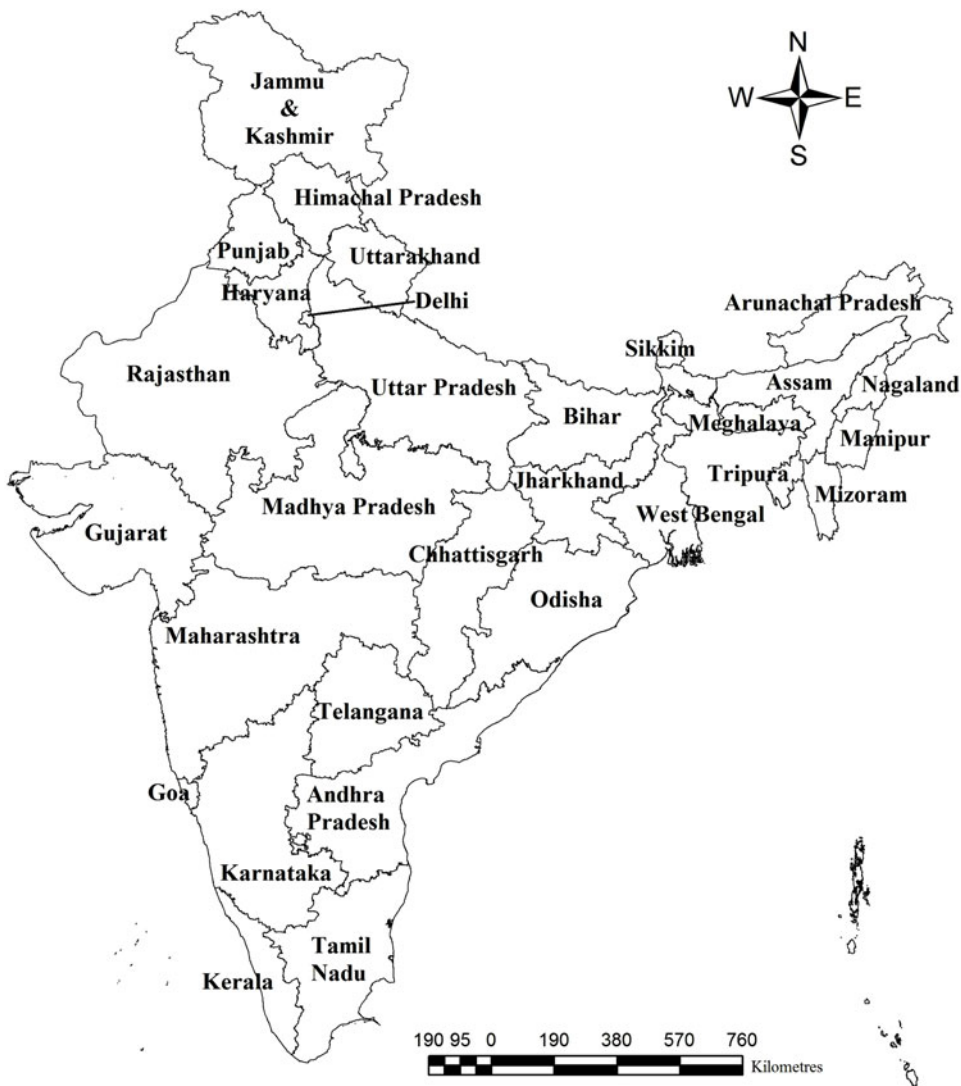 N
W E
S
Jammu
&
Kashmir
Himachal Pradesh
Punjab
Uttarakhand
Haryana
Delhi
Arunachal Pradesh
Sikkim
Rajasthan
Uttar Pradesh
Assam
Nagaland
Bihar
Meghalaya
Manipur
Jharkhand
Tripura
Mizoram
Madhya Pradesh
West Bengal
Gujarat
Chhattisgarh
Odisha
Maharashtra
Telangana
Goa
Andhra
Pradesh
Karnataka
Tamil
Nadu
Kerala
190 95 0 190 380 570 760
Kilometres